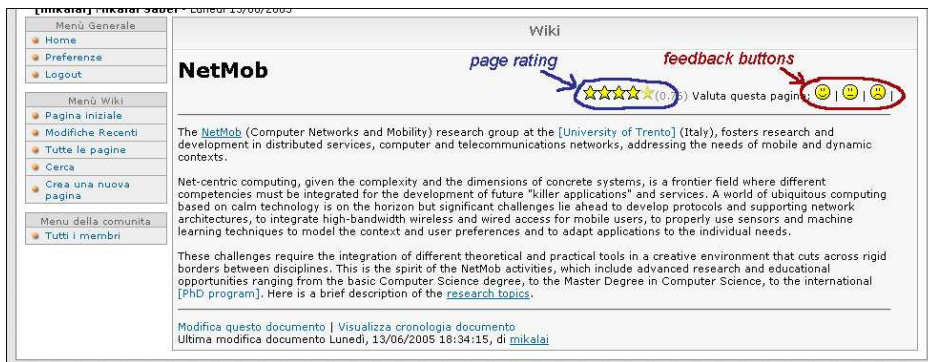 [mikalai] Mikalai Sabel - Lunedì 13/06/2005
Menù Generale
Home
Preferenze
Logout
Menù Wiki
Pagina iniziale
Modifiche Recenti
Tutte le pagine
Cerca
Crea una nuova
pagina
Menu della comunita
Tutti i membri
Wiki
page rating
feedback buttons
NetMob
(0.76) Valuta questa pagina: | | |
The NetMob (Computer Networks and Mobility) research group at the [University of Trento] (Italy), fosters research and
development in distributed services, computer and telecommunications networks, addressing the needs of mobile and dynamic
contexts.
Net-centric computing, given the complexity and the dimensions of concrete systems, is a frontier field where different
competencies must be integrated for the development of future "killer applications" and services. A world of ubiquitous computing
based on calm technology is on the horizon but significant challenges lie ahead to develop protocols and supporting network
architectures, to integrate high-bandwidth wireless and wired access for mobile users, to properly use sensors and machine
learning techniques to model the context and user preferences and to adapt applications to the individual needs.
These challenges require the integration of different theoretical and practical tools in a creative environment that cuts across rigid
borders between disciplines. This is the spirit of the NetMob activities, which include advanced research and educational
opportunities ranging from the basic Computer Science degree, to the Master Degree in Computer Science, to the international
[PhD program]. Here is a brief description of the research topics.
Modifica questo documento | Visualizza cronologia documento
Ultima modifica documento Lunedì, 13/06/2005 18:34:15, di mikalai